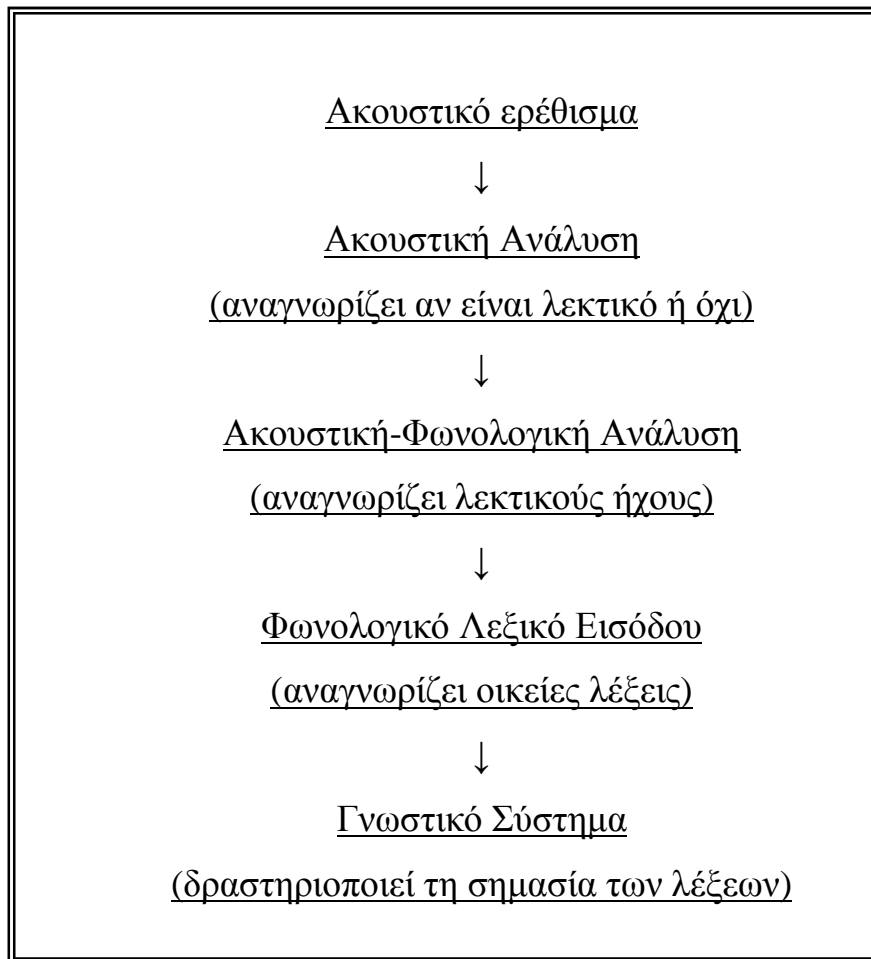 Ακουστικό ερέθισμα
↓
Ακουστική Ανάλυση
(αναγνωρίζει αν είναι λεκτικό ή όχι)
↓
Ακουστική-Φωνολογική Ανάλυση
(αναγνωρίζει λεκτικούς ήχους)
↓
Φωνολογικό Λεξικό Εισόδου
(αναγνωρίζει οικείες λέξεις)
↓
Γνωστικό Σύστημα
(δραστηριοποιεί τη σημασία των λέξεων)